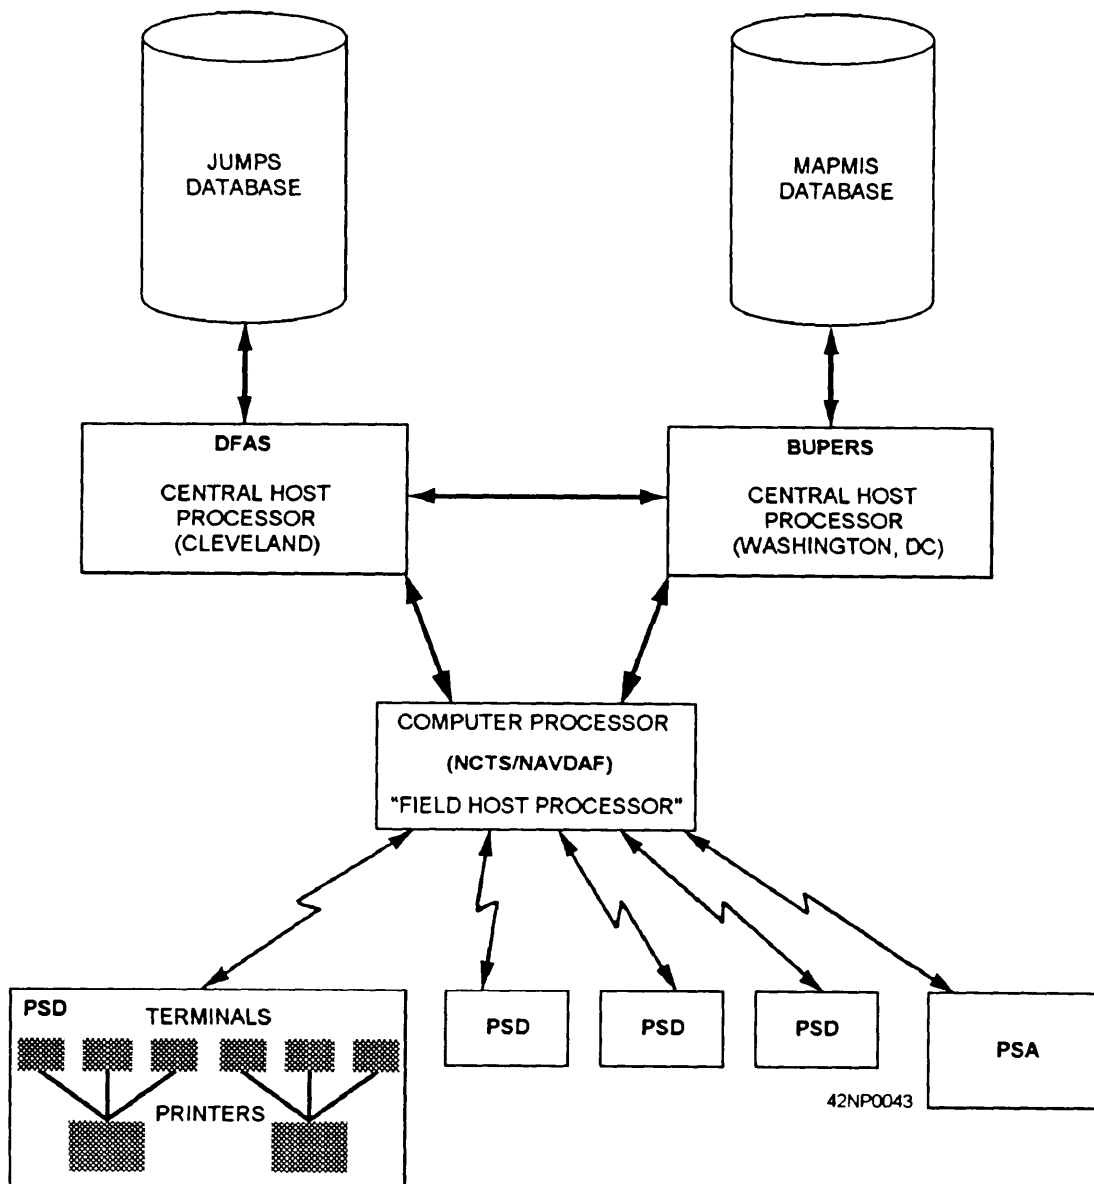 JUMPS
DATABASE
MAPMIS
DATABASE
DFAS
CENTRAL HOST
PROCESSOR
(CLEVELAND)
BUPERS
CENTRAL HOST
PROCESSOR
(WASHINGTON, DC)
COMPUTER PROCESSOR
(NCTS/NAVDAF)
"FIELD HOST PROCESSOR"
PSD
TERMINALS
PRINTERS
PSD
PSD
PSD
PSA
42NP0043